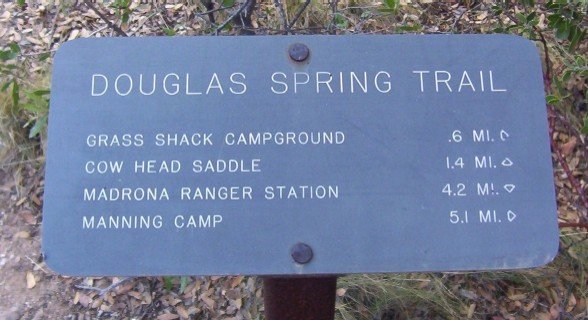 DOUGLAS SPRING TRAIL
GRASS SHACK CAMPGROUND .6 MI.
COW HEAD SADDLE 1.4 MI.
MADRONA RANGER STATION 4.2 MI.
MANNING CAMP 5.1 MI.